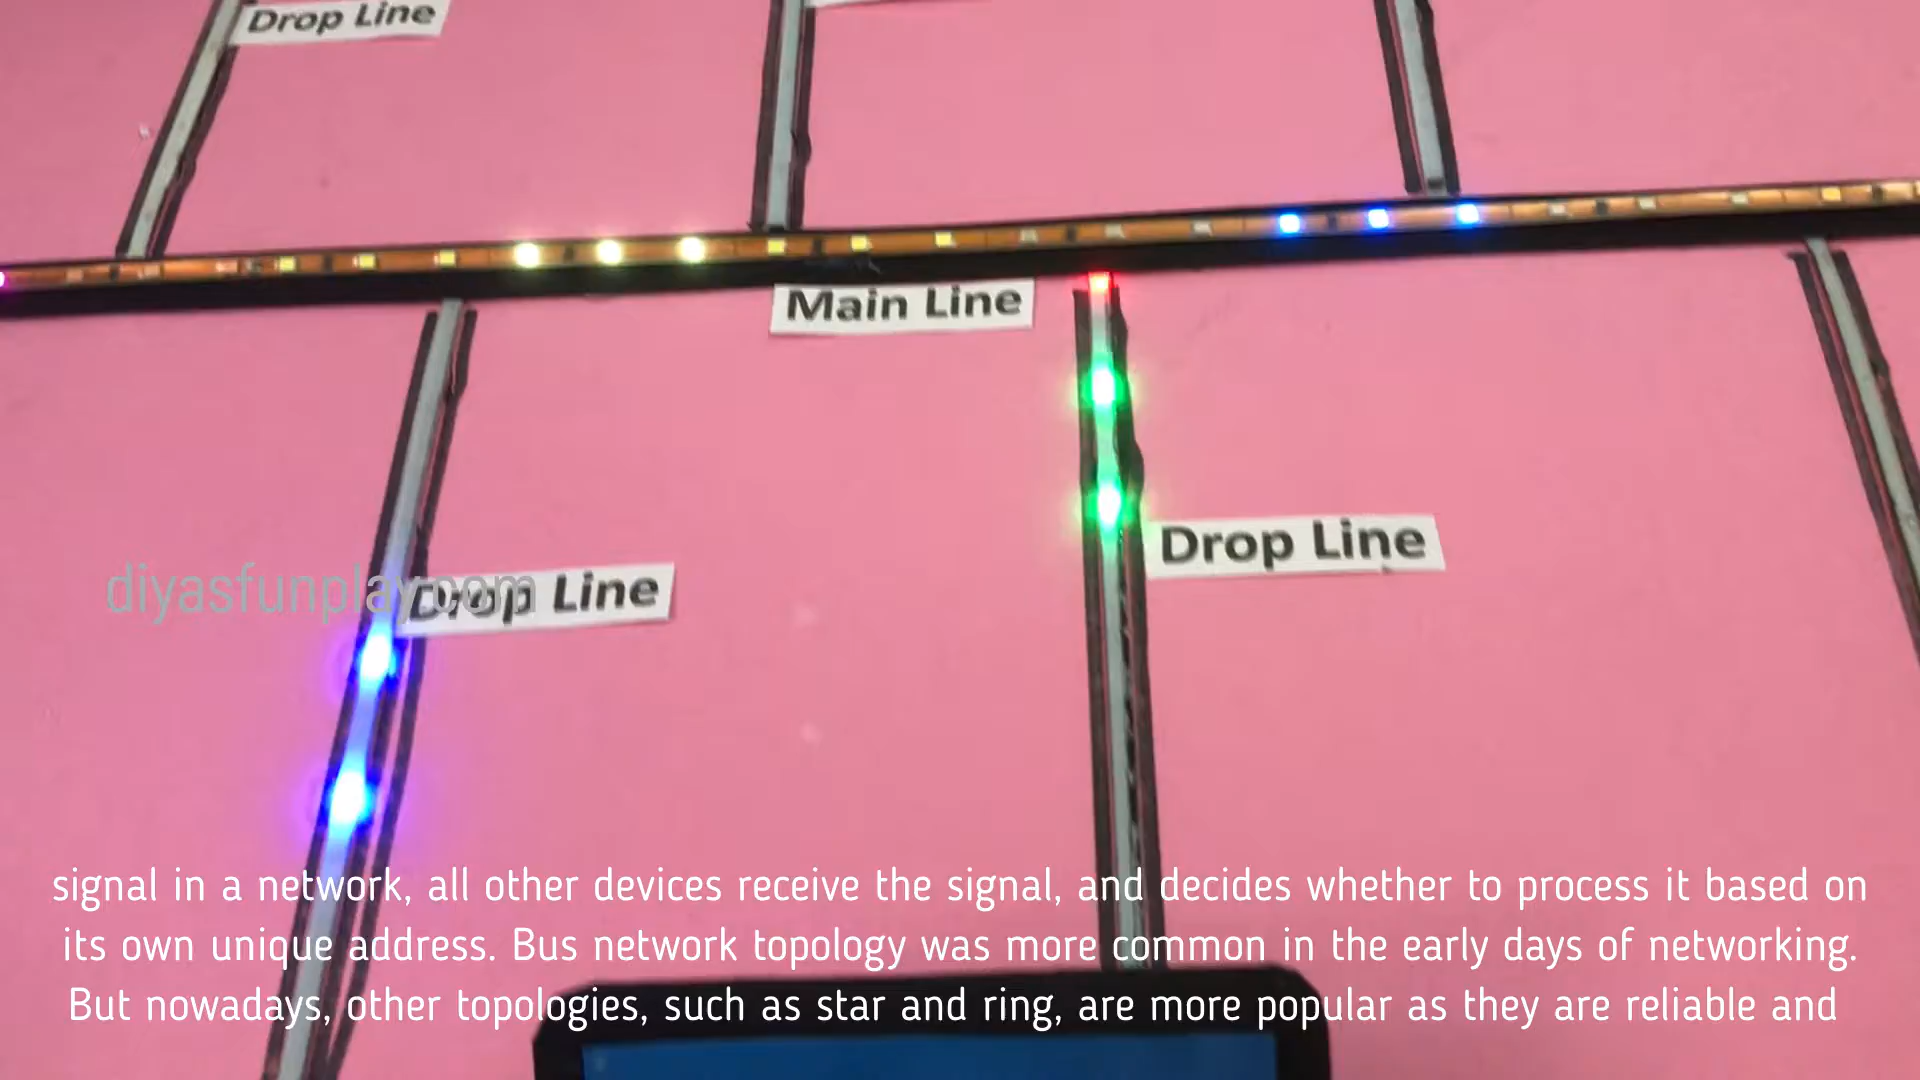 Drop Line
Main Line
Drop Line
diyasfunplay.com
Drop Line
signal in a network, all other devices receive the signal, and decides whether to process it based on
its own unique address. Bus network topology was more common in the early days of networking.
But nowadays, other topologies, such as star and ring, are more popular as they are reliable and